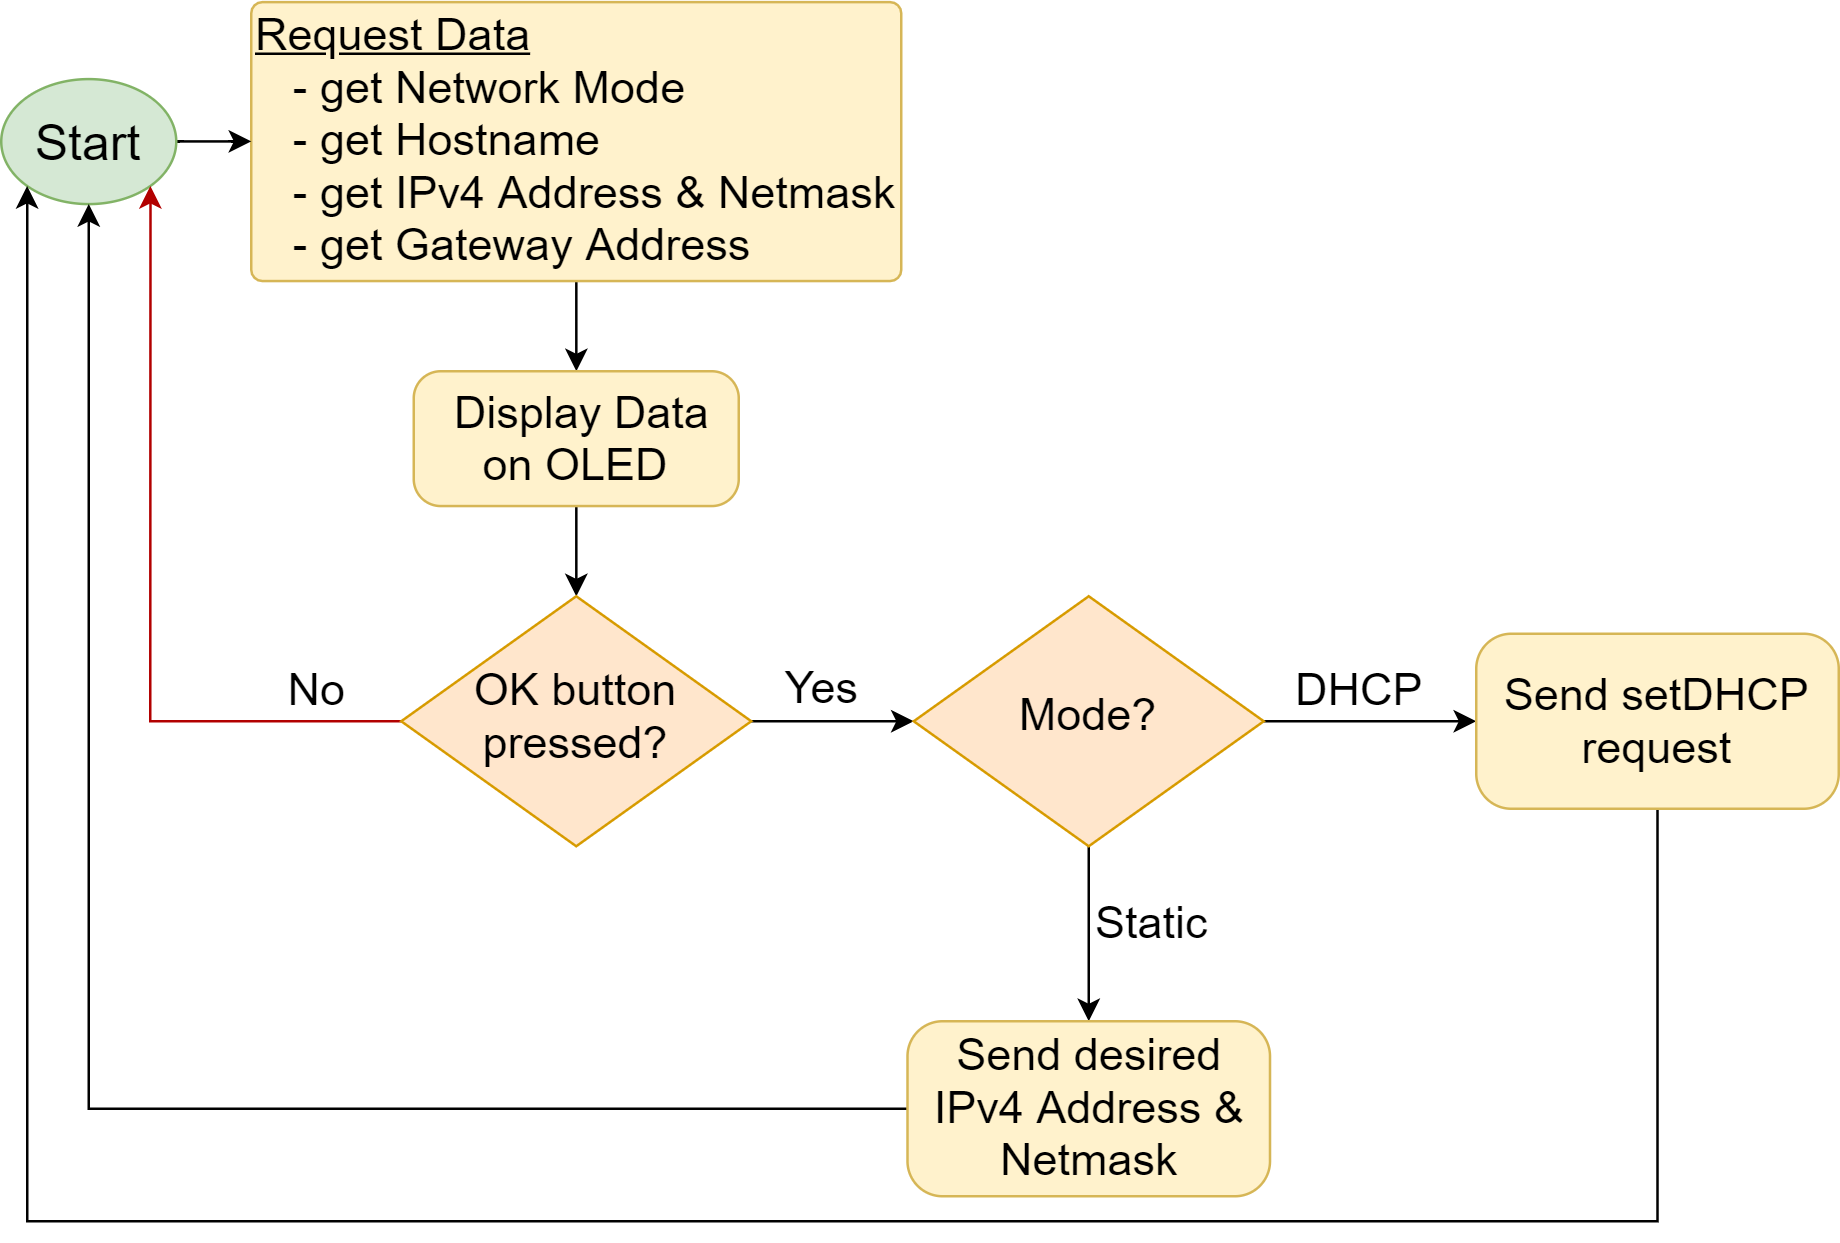 Request Data
- get Network Mode
- get Hostname
- get IPv4 Address & Netmask
- get Gateway Address
Start
Display Data
on OLED
OK button
pressed?
No
Yes
Mode?
DHCP
Send setDHCP
request
Static
Send desired
IPv4 Address &
Netmask